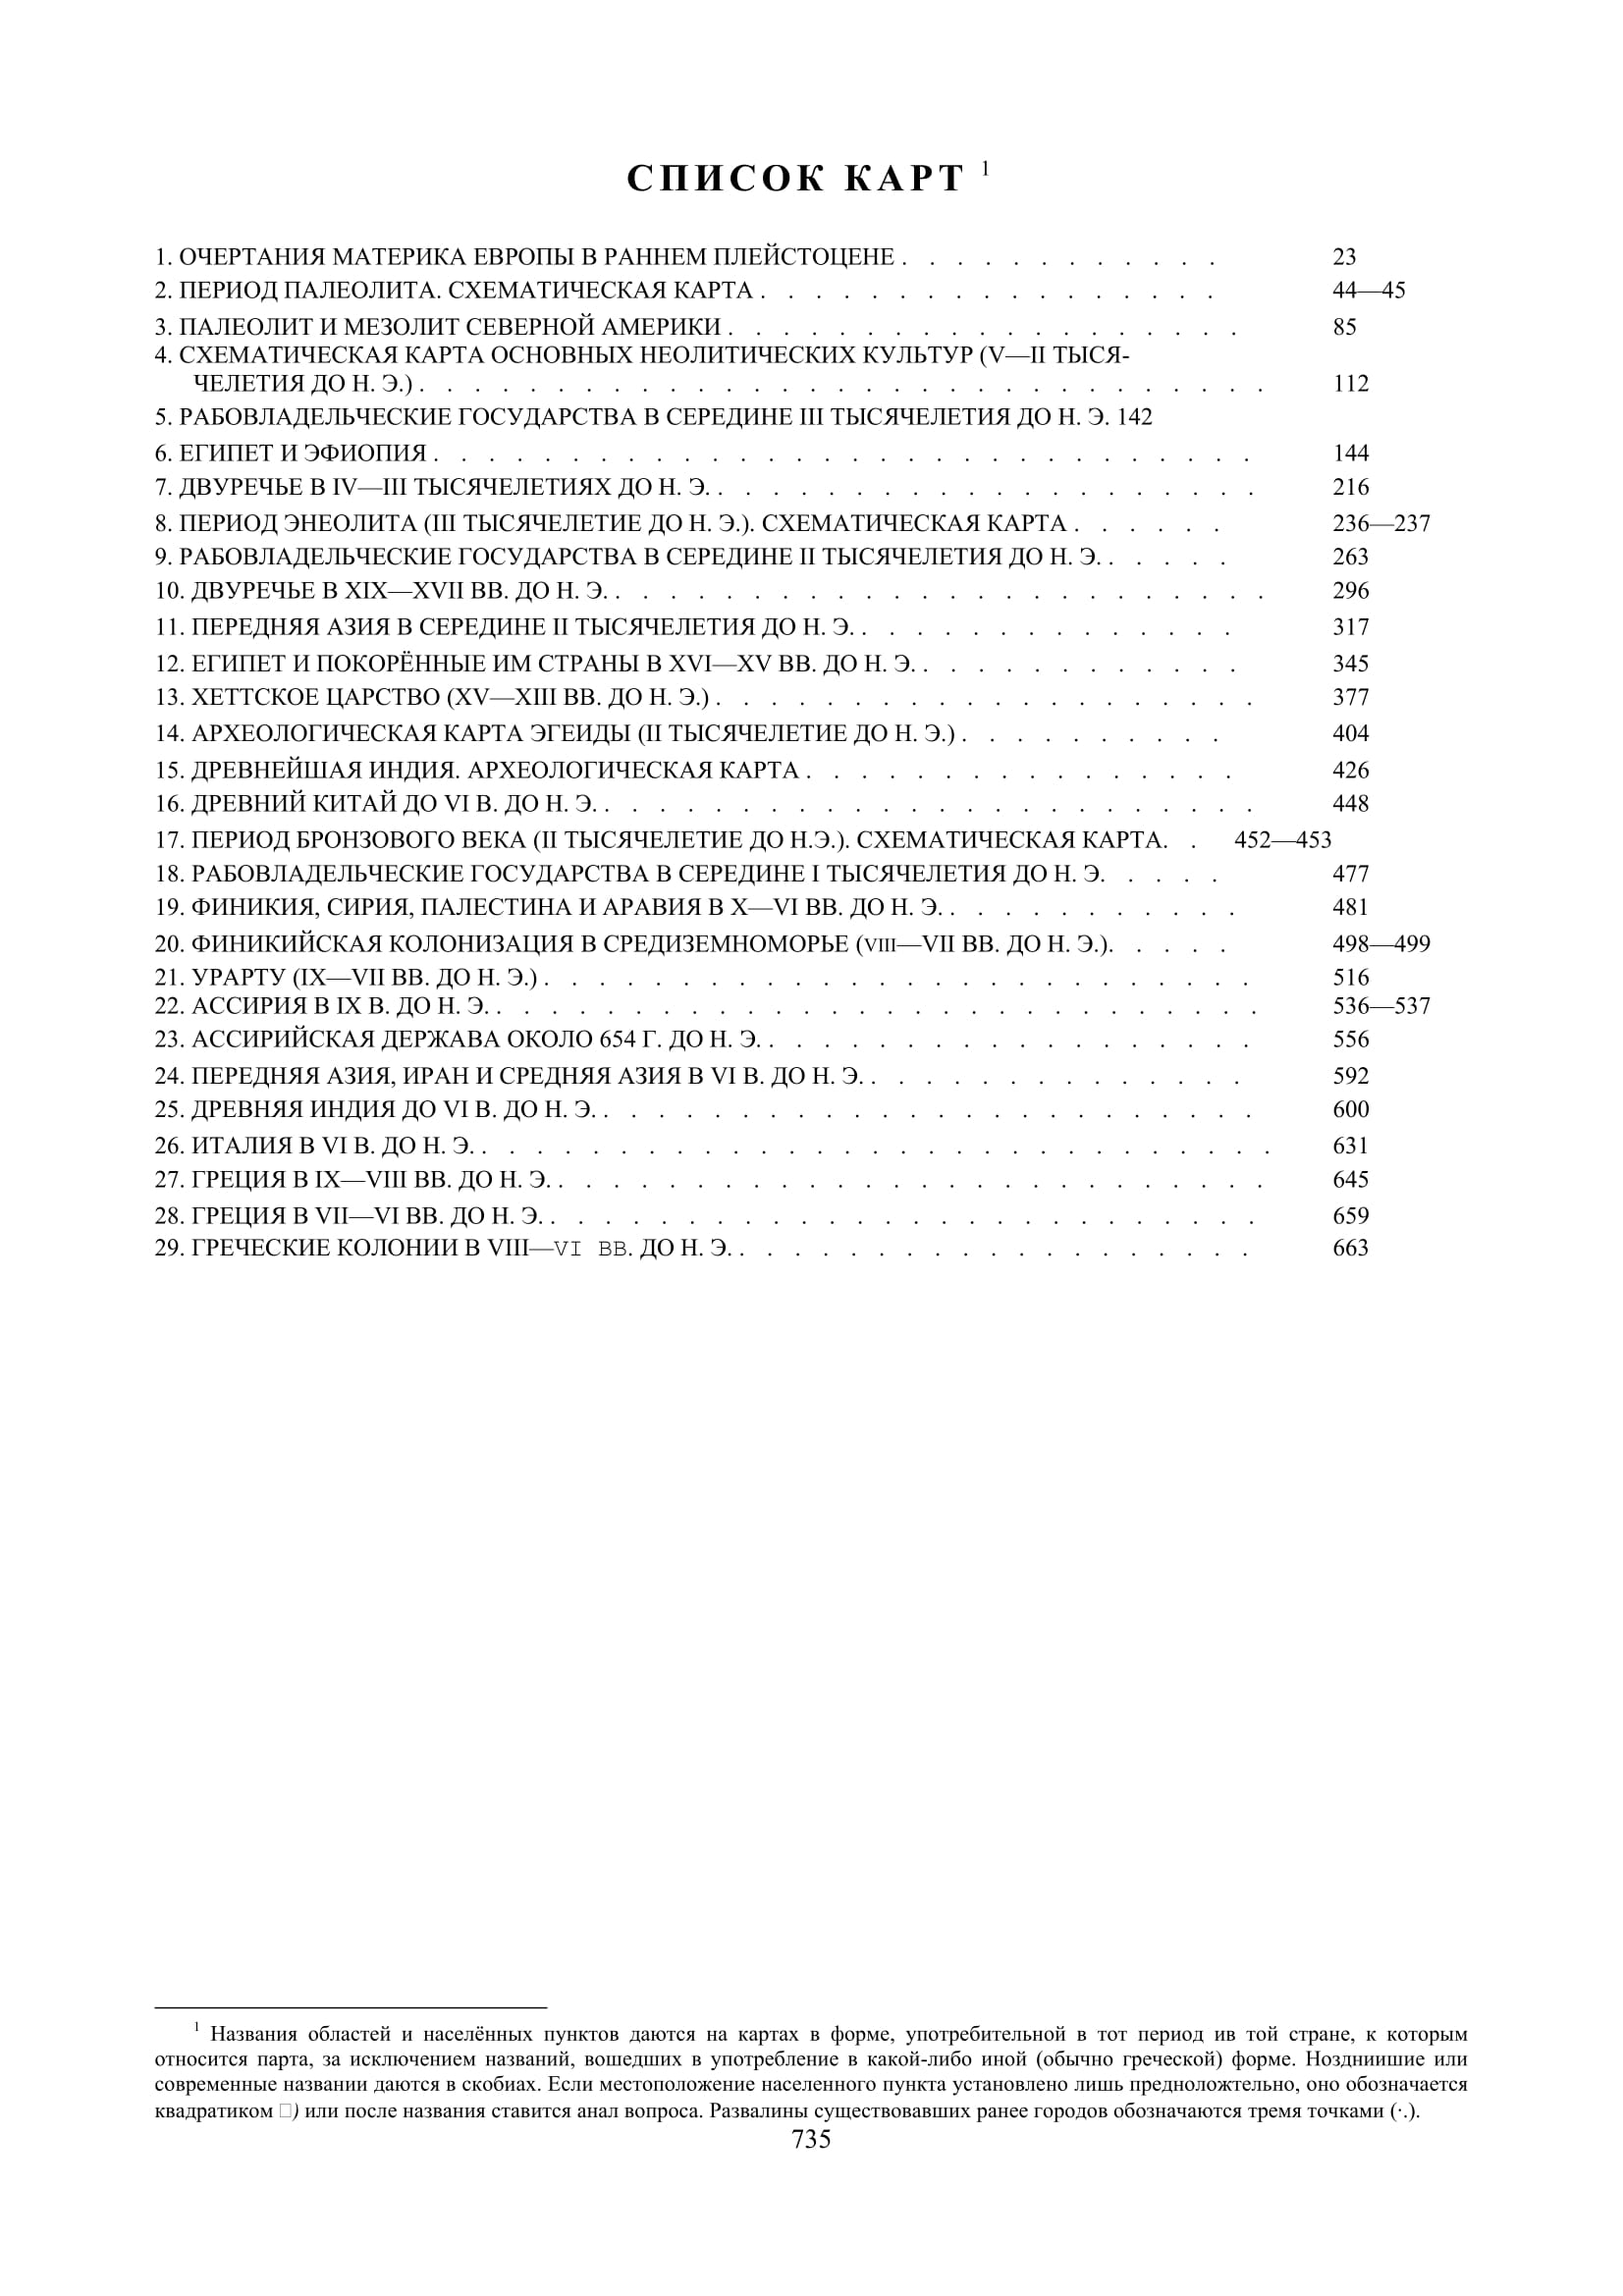 СПИСОК КАРТ 1
1. ОЧЕРТАНИЯ МАТЕРИКА ЕВРОПЫ В РАННЕМ ПЛЕЙСТОЦЕНЕ . . . . . . . . . . . . 23
2. ПЕРИОД ПАЛЕОЛИТА. СХЕМАТИЧЕСКАЯ КАРТА . . . . . . . . . . . . . . . . . 44—45
3. ПАЛЕОЛИТ И МЕЗОЛИТ СЕВЕРНОЙ АМЕРИКИ . . . . . . . . . . . . . . . . . . . 85
4. СХЕМАТИЧЕСКАЯ КАРТА ОСНОВНЫХ НЕОЛИТИЧЕСКИХ КУЛЬТУР (V—II ТЫСЯ-
ЧЕЛЕТИЯ ДО Н. Э.) . . . . . . . . . . . . . . . . . . . . . . . . . . . . . . . 112
5. РАБОВЛАДЕЛЬЧЕСКИЕ ГОСУДАРСТВА В СЕРЕДИНЕ III ТЫСЯЧЕЛЕТИЯ ДО Н. Э. 142
6. ЕГИПЕТ И ЭФИОПИЯ . . . . . . . . . . . . . . . . . . . . . . . . . . . . . . 144
7. ДВУРЕЧЬЕ В IV—III ТЫСЯЧЕЛЕТИЯХ ДО Н. Э. . . . . . . . . . . . . . . . . . . . . 216
8. ПЕРИОД ЭНЕОЛИТА (III ТЫСЯЧЕЛЕТИЕ ДО Н. Э.). СХЕМАТИЧЕСКАЯ КАРТА . . . . . . 236—237
9. РАБОВЛАДЕЛЬЧЕСКИЕ ГОСУДАРСТВА В СЕРЕДИНЕ II ТЫСЯЧЕЛЕТИЯ ДО Н. Э. . . . . . 263
10. ДВУРЕЧЬЕ В XIX—XVII ВВ. ДО Н. Э. . . . . . . . . . . . . . . . . . . . . . . . . 296
11. ПЕРЕДНЯЯ АЗИЯ В СЕРЕДИНЕ II ТЫСЯЧЕЛЕТИЯ ДО Н. Э. . . . . . . . . . . . . . . 317
12. ЕГИПЕТ И ПОКОРЁННЫЕ ИМ СТРАНЫ В XVI—XV ВВ. ДО Н. Э. . . . . . . . . . . . . 345
13. ХЕТТСКОЕ ЦАРСТВО (XV—XIII ВВ. ДО Н. Э.) . . . . . . . . . . . . . . . . . . . . 377
14. АРХЕОЛОГИЧЕСКАЯ КАРТА ЭГЕИДЫ (II ТЫСЯЧЕЛЕТИЕ ДО Н. Э.) . . . . . . . . . . 404
15. ДРЕВНЕЙШАЯ ИНДИЯ. АРХЕОЛОГИЧЕСКАЯ КАРТА . . . . . . . . . . . . . . . . 426
16. ДРЕВНИЙ КИТАЙ ДО VI В. ДО Н. Э. . . . . . . . . . . . . . . . . . . . . . . . . 448
17. ПЕРИОД БРОНЗОВОГО ВЕКА (II ТЫСЯЧЕЛЕТИЕ ДО Н.Э.). СХЕМАТИЧЕСКАЯ КАРТА. . 452—453
18. РАБОВЛАДЕЛЬЧЕСКИЕ ГОСУДАРСТВА В СЕРЕДИНЕ I ТЫСЯЧЕЛЕТИЯ ДО Н. Э. . . . . 477
19. ФИНИКИЯ, СИРИЯ, ПАЛЕСТИНА И АРАВИЯ В X—VI ВВ. ДО Н. Э. . . . . . . . . . . . 481
20. ФИНИКИЙСКАЯ КОЛОНИЗАЦИЯ В СРЕДИЗЕМНОМОРЬЕ (VIII—VII ВВ. ДО Н. Э.). . . . . 498—499
21. УРАРТУ (IX—VII ВВ. ДО Н. Э.) . . . . . . . . . . . . . . . . . . . . . . . . . . 516
22. АССИРИЯ В IX В. ДО Н. Э. . . . . . . . . . . . . . . . . . . . . . . . . . . . . 536—537
23. АССИРИЙСКАЯ ДЕРЖАВА ОКОЛО 654 Г. ДО Н. Э. . . . . . . . . . . . . . . . . . . 556
24. ПЕРЕДНЯЯ АЗИЯ, ИРАН И СРЕДНЯЯ АЗИЯ В VI В. ДО Н. Э. . . . . . . . . . . . . . . 592
25. ДРЕВНЯЯ ИНДИЯ ДО VI В. ДО Н. Э. . . . . . . . . . . . . . . . . . . . . . . . . 600
26. ИТАЛИЯ В VI В. ДО Н. Э. . . . . . . . . . . . . . . . . . . . . . . . . . . . . . 631
27. ГРЕЦИЯ В IX—VIII ВВ. ДО Н. Э. . . . . . . . . . . . . . . . . . . . . . . . . . . 645
28. ГРЕЦИЯ В VII—VI ВВ. ДО Н. Э. . . . . . . . . . . . . . . . . . . . . . . . . . . 659
29. ГРЕЧЕСКИЕ КОЛОНИИ В VIII—VI ВВ. ДО Н. Э. . . . . . . . . . . . . . . . . . . . 663
1 Названия областей и населённых пунктов даются на картах в форме, употребительной в тот период ив той стране, к которым
относится парта, за исключением названий, вошедших в употребление в какой-либо иной (обычно греческой) форме. Ноздниишие или
современные названии даются в скобиах. Если местоположение населенного пункта установлено лишь предноложтельно, оно обозначается
квадратиком □) или после названия ставится анал вопроса. Развалины существовавших ранее городов обозначаются тремя точками (·.).
735